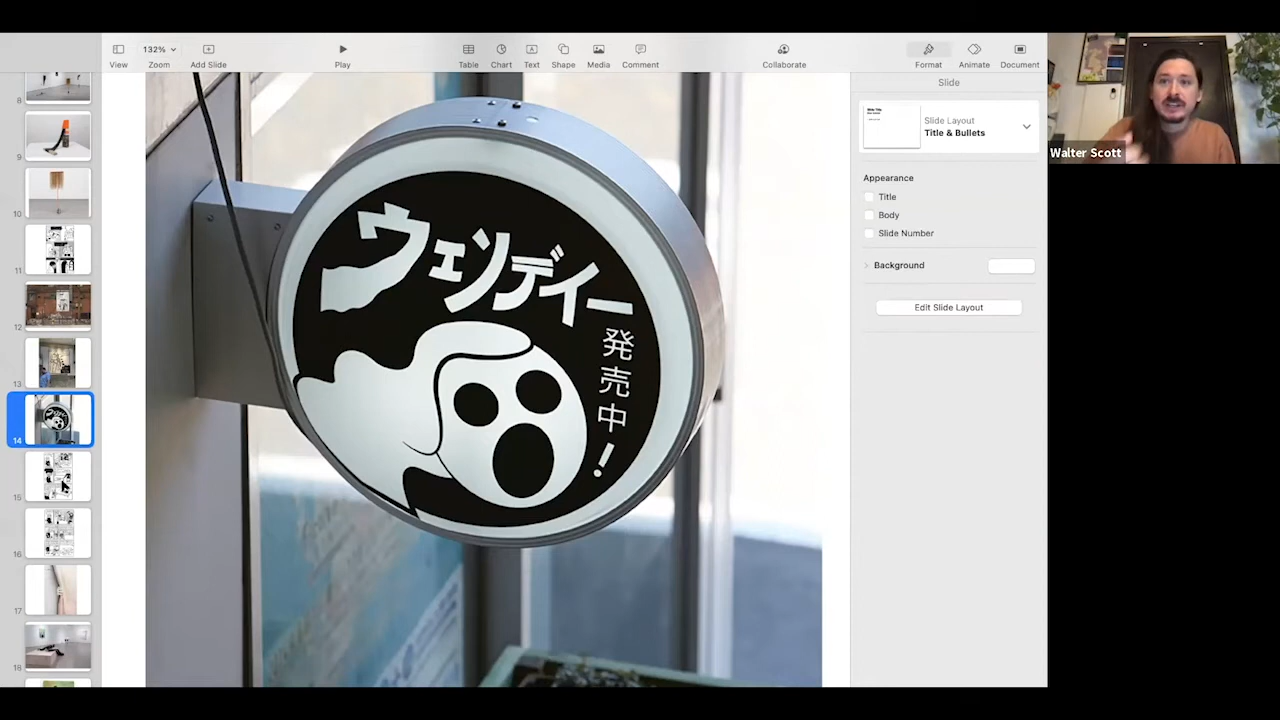 132%
View
Zoom
Add Slide
Play
Table
Chart
Text
Shape
Media
Comment
Collaborate
Format
Animate
Document
Slide
Slide Layout
Title & Bullets
Appearance
Title
Body
Slide Number
Background
Edit Slide Layout
8
9
10
11
12
13
14
15
16
17
18
ウェンディー
発売中!
Walter Scott